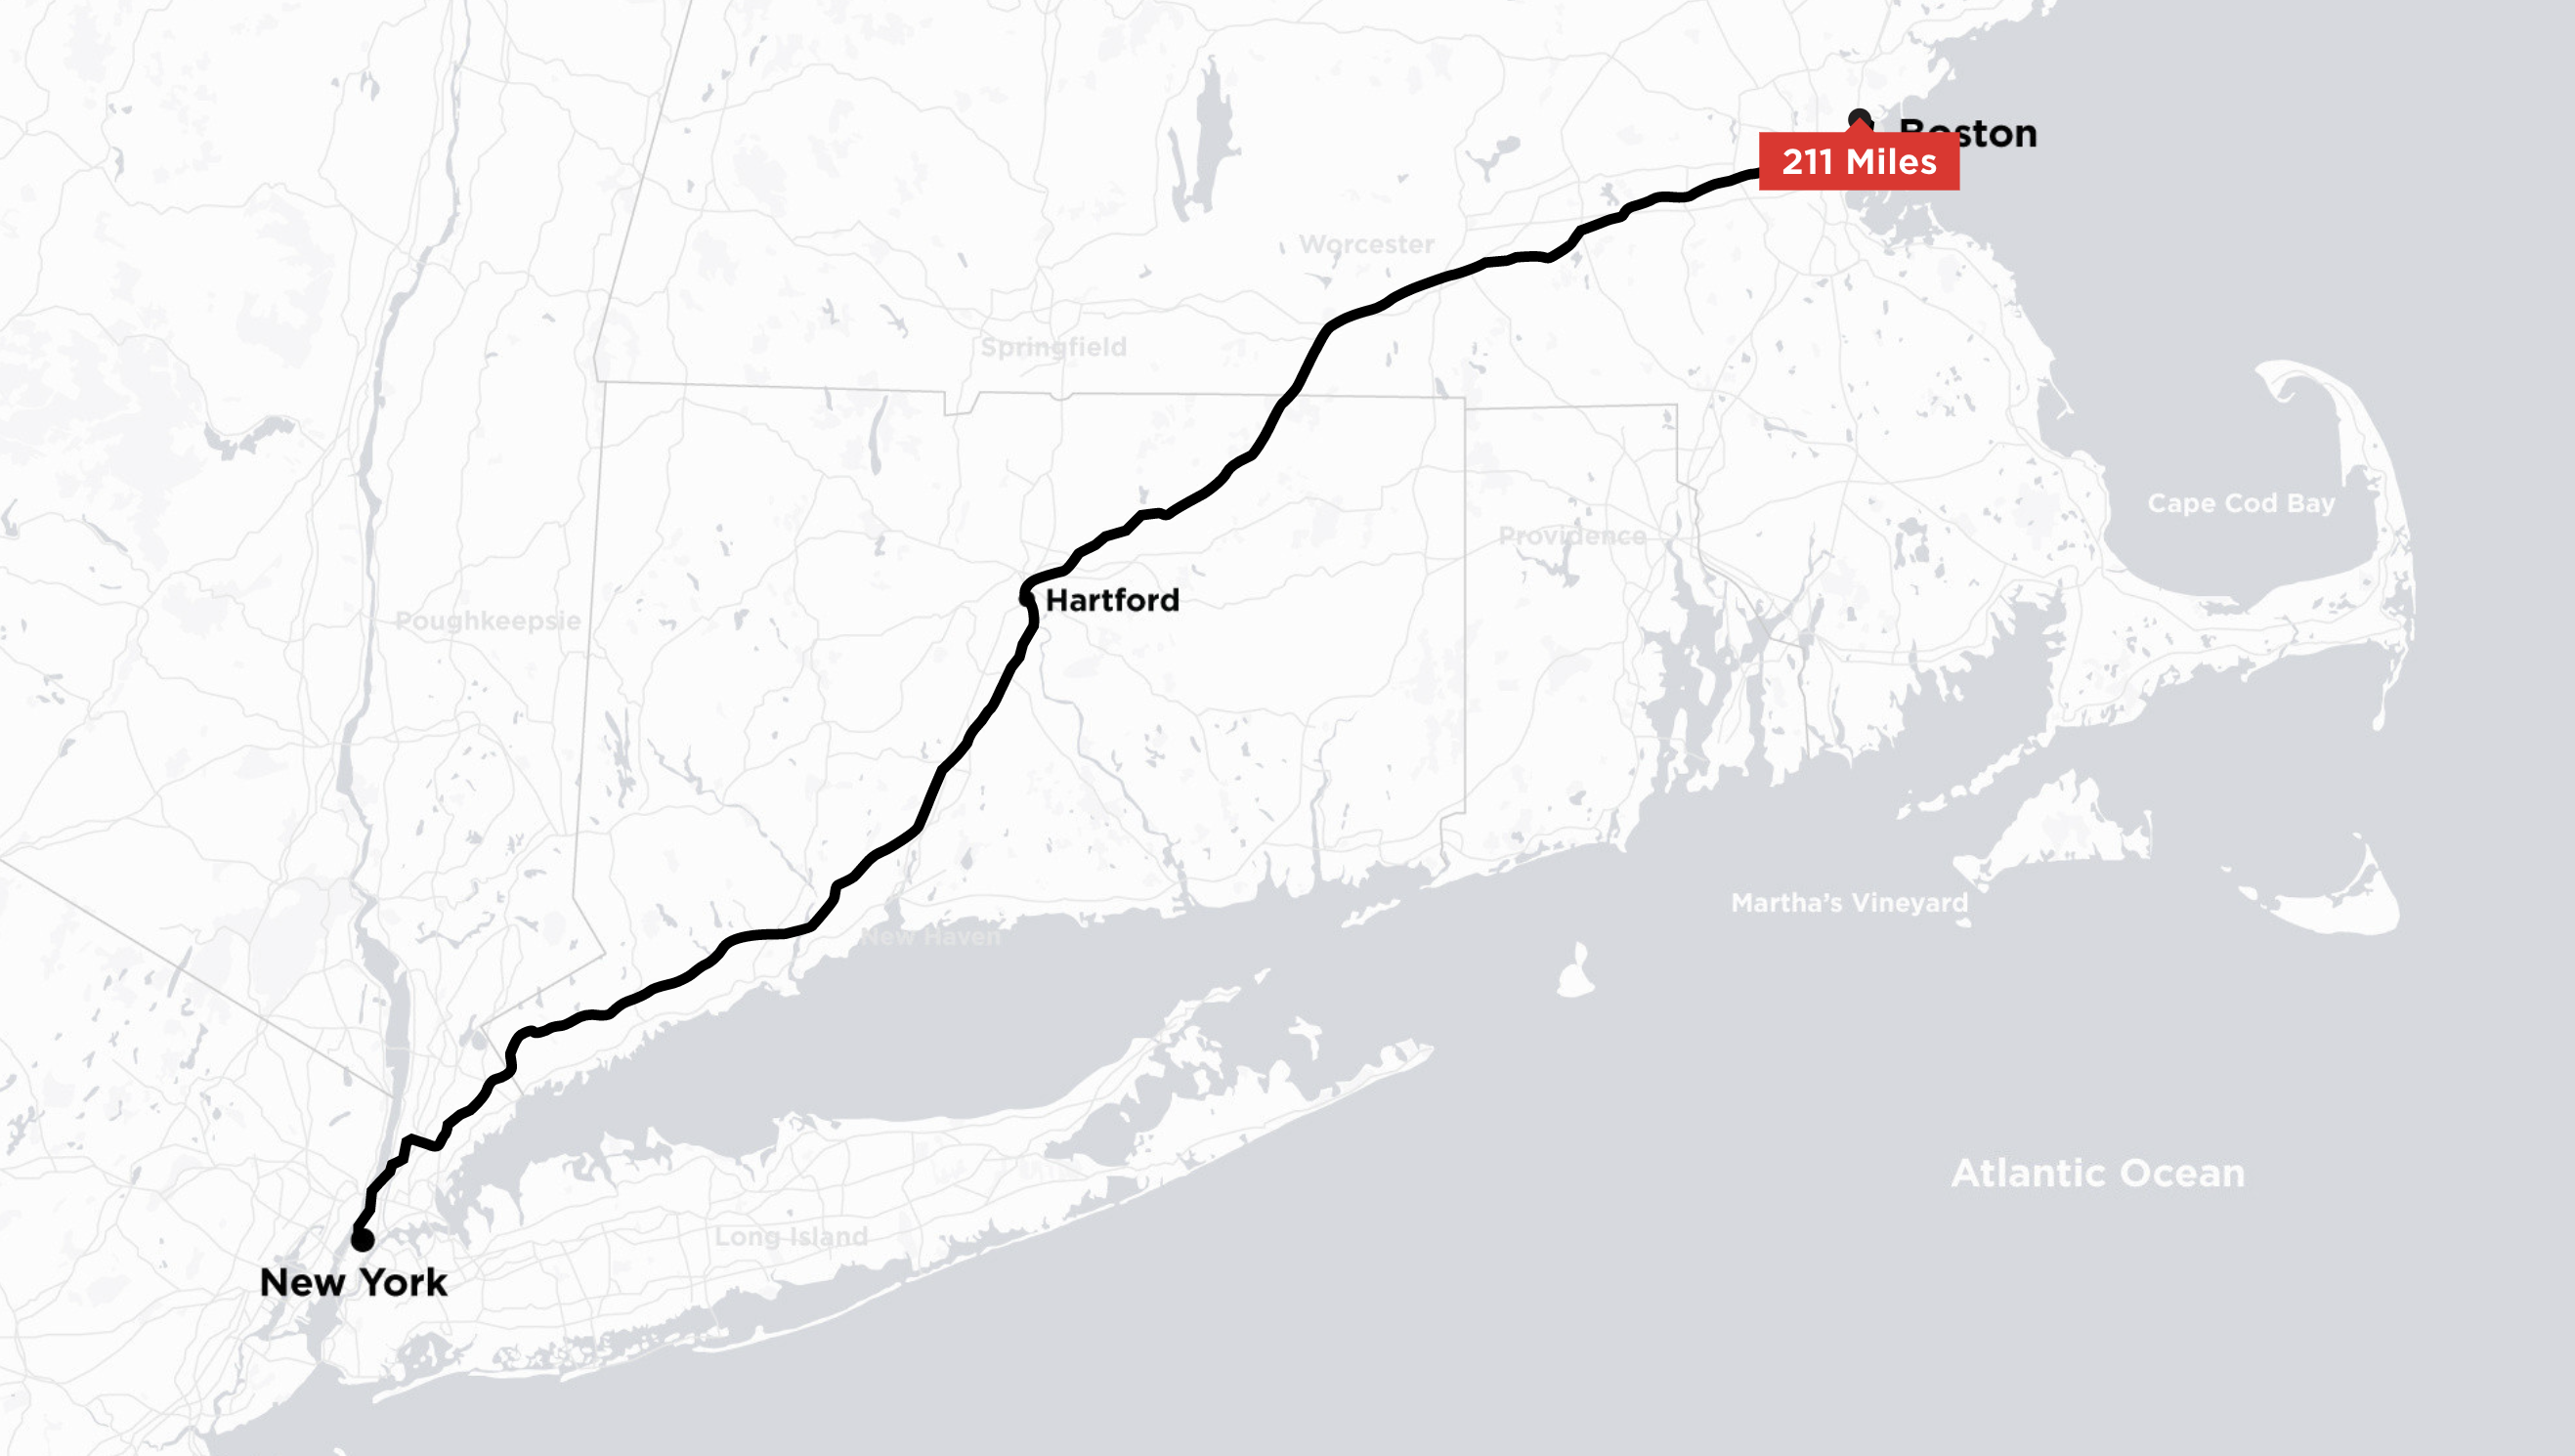 Boston
211 Miles
Worcester
Springfield
Cape Cod Bay
Providence
Hartford
Poughkeepsie
Martha's Vineyard
New Haven
Atlantic Ocean
Long Island
New York